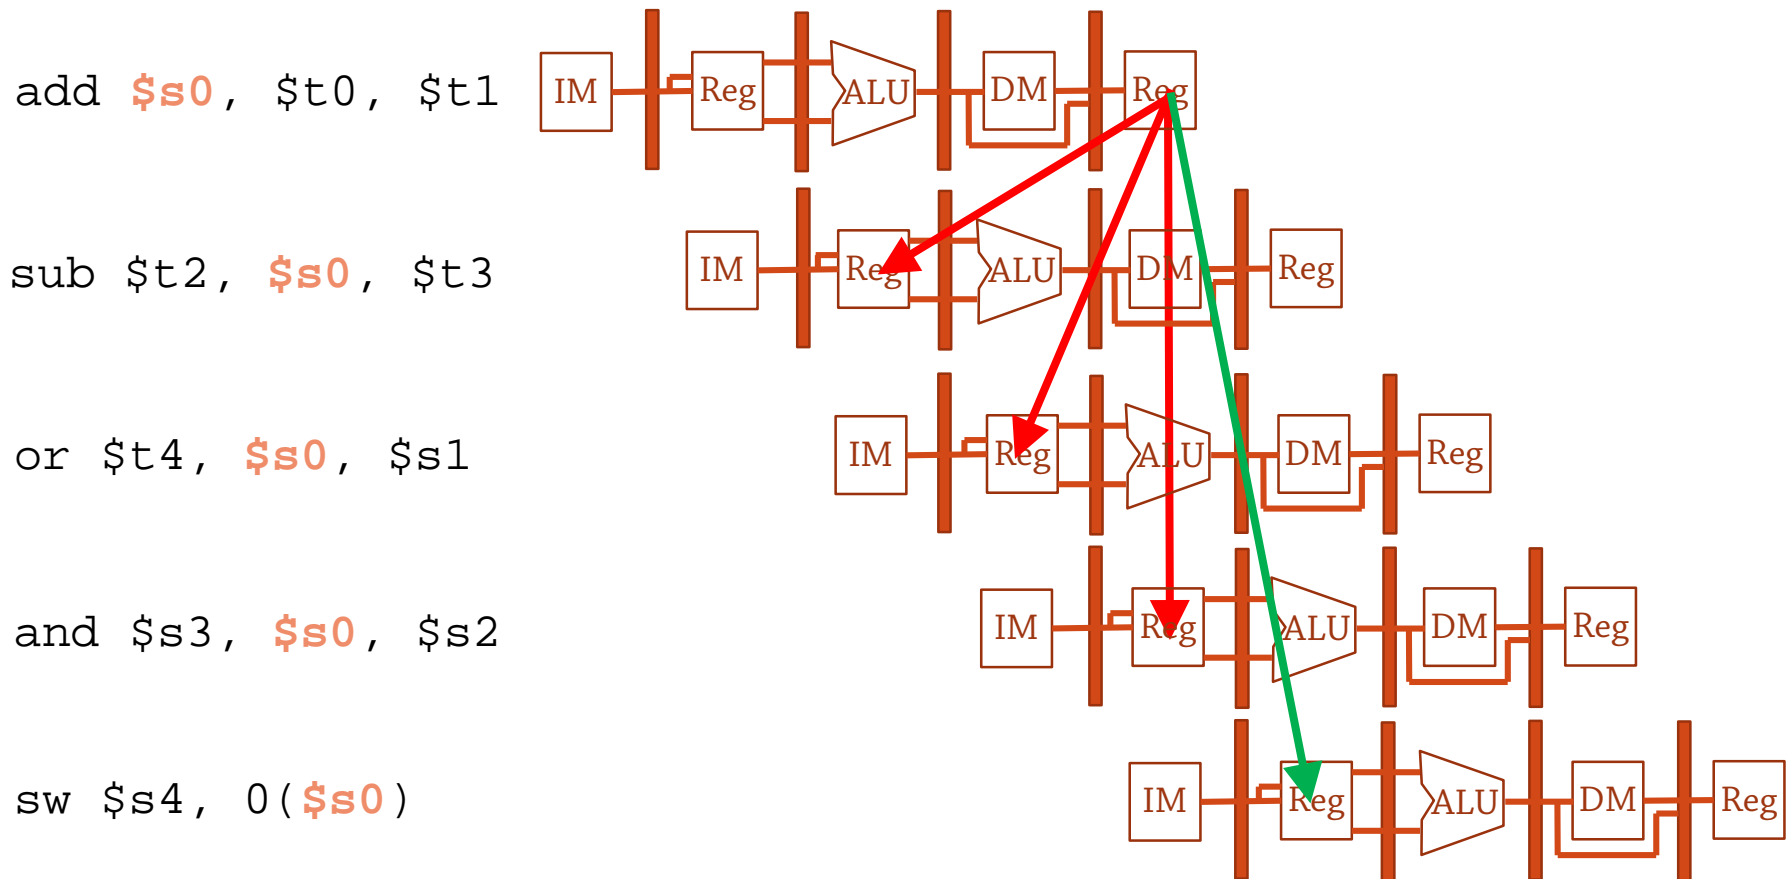 add $s0, $t0, $t1 IM Reg ALU DM Reg
sub $t2, $s0, $t3 IM Reg ALU DM Reg
or $t4, $s0, $s1 IM Reg ALU DM Reg
and $s3, $s0, $s2 IM Reg ALU DM Reg
sw $s4, 0($s0) IM Reg ALU DM Reg